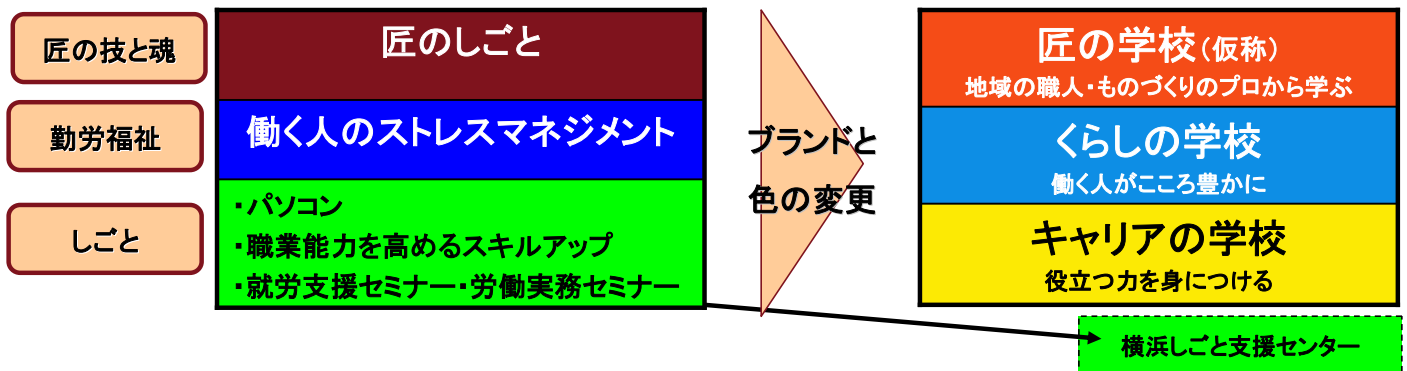 匠の技と魂
勤労福祉
しごと
匠のしごと
働く人のストレスマネジメント
・パソコン
・職業能力を高めるスキルアップ
・就労支援セミナー・労働実務セミナー
ブランドと
色の変更
匠の学校（仮称）
地域の職人・ものづくりのプロから学ぶ
くらしの学校
働く人がこころ豊かに
キャリアの学校
役立つ力を身につける
横浜しごと支援センター